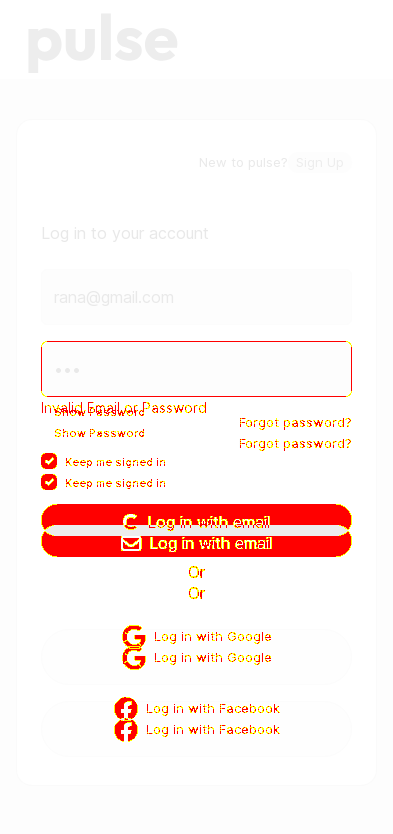 pulse
New to pulse? Sign Up
Log in to your account
rana@gmail.com
Invalid Email or Password
Show Password
Forgot password?
Show Password
Forgot password?
Keep me signed in
Keep me signed in
Log in with email
Log in with email
Or
Or
Log in with Google
Log in with Google
Log in with Facebook
Log in with Facebook